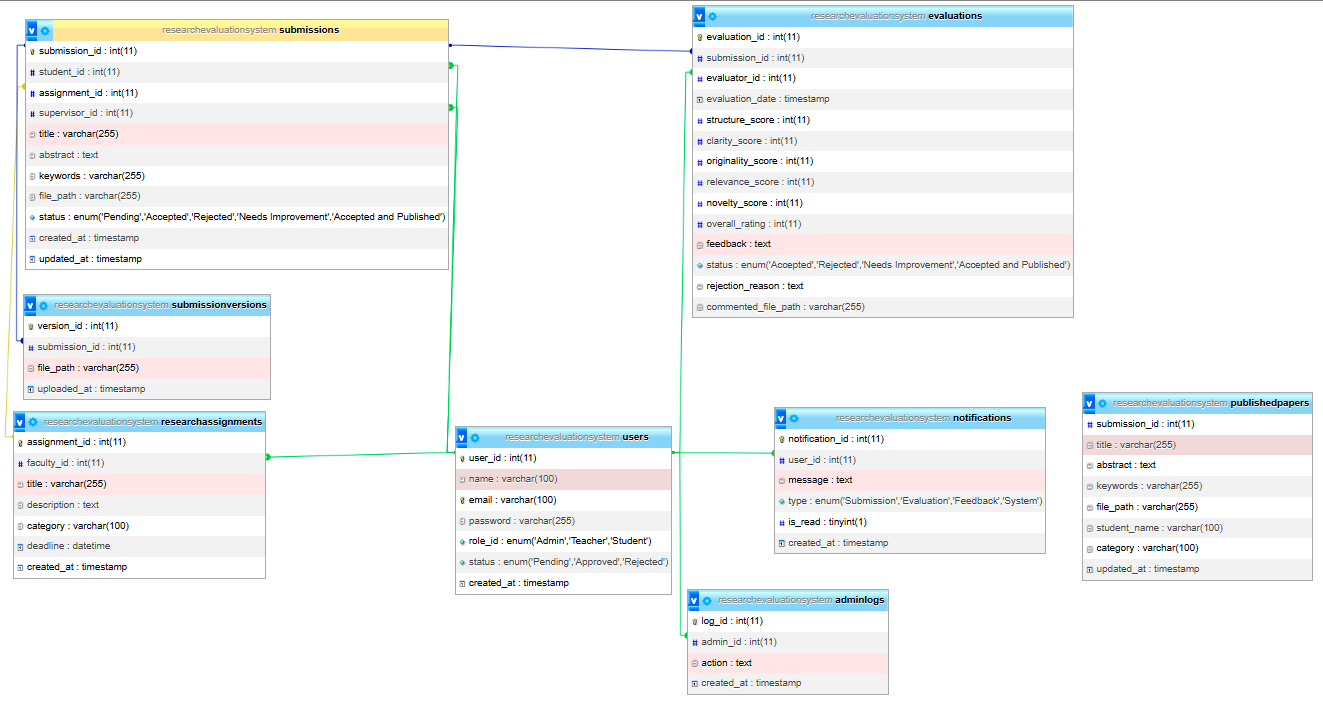 researchevaluationsystem submissions
submission_id : int(11)
student_id : int(11)
assignment_id : int(11)
supervisor_id : int(11)
title : varchar(255)
abstract : text
keywords : varchar(255)
file_path : varchar(255)
status : enum('Pending','Accepted','Rejected','Needs Improvement','Accepted and Published')
created_at : timestamp
updated_at : timestamp
researchevaluationsystem evaluations
evaluation_id : int(11)
submission_id : int(11)
evaluator_id : int(11)
evaluation_date : timestamp
structure_score : int(11)
clarity_score : int(11)
originality_score : int(11)
relevance_score : int(11)
novelty_score : int(11)
overall_rating : int(11)
feedback : text
status : enum('Accepted','Rejected','Needs Improvement','Accepted and Published')
rejection_reason : text
commented_file_path : varchar(255)
researchevaluationsystem submissionversions
version_id : int(11)
submission_id : int(11)
file_path : varchar(255)
uploaded_at : timestamp
researchevaluationsystem researchassignments
assignment_id : int(11)
faculty_id : int(11)
title : varchar(255)
description : text
category : varchar(100)
deadline : datetime
created_at : timestamp
researchevaluationsystem users
user_id : int(11)
name : varchar(100)
email : varchar(100)
password : varchar(255)
role_id : enum('Admin','Teacher','Student')
status : enum('Pending','Approved','Rejected')
created_at : timestamp
researchevaluationsystem notifications
notification_id : int(11)
user_id : int(11)
message : text
type : enum('Submission','Evaluation','Feedback','System')
is_read : tinyint(1)
created_at : timestamp
researchevaluationsystem publishedpapers
submission_id : int(11)
title : varchar(255)
abstract : text
keywords : varchar(255)
file_path : varchar(255)
student_name : varchar(100)
category : varchar(100)
updated_at : timestamp
researchevaluationsystem adminlogs
log_id : int(11)
admin_id : int(11)
action : text
created_at : timestamp